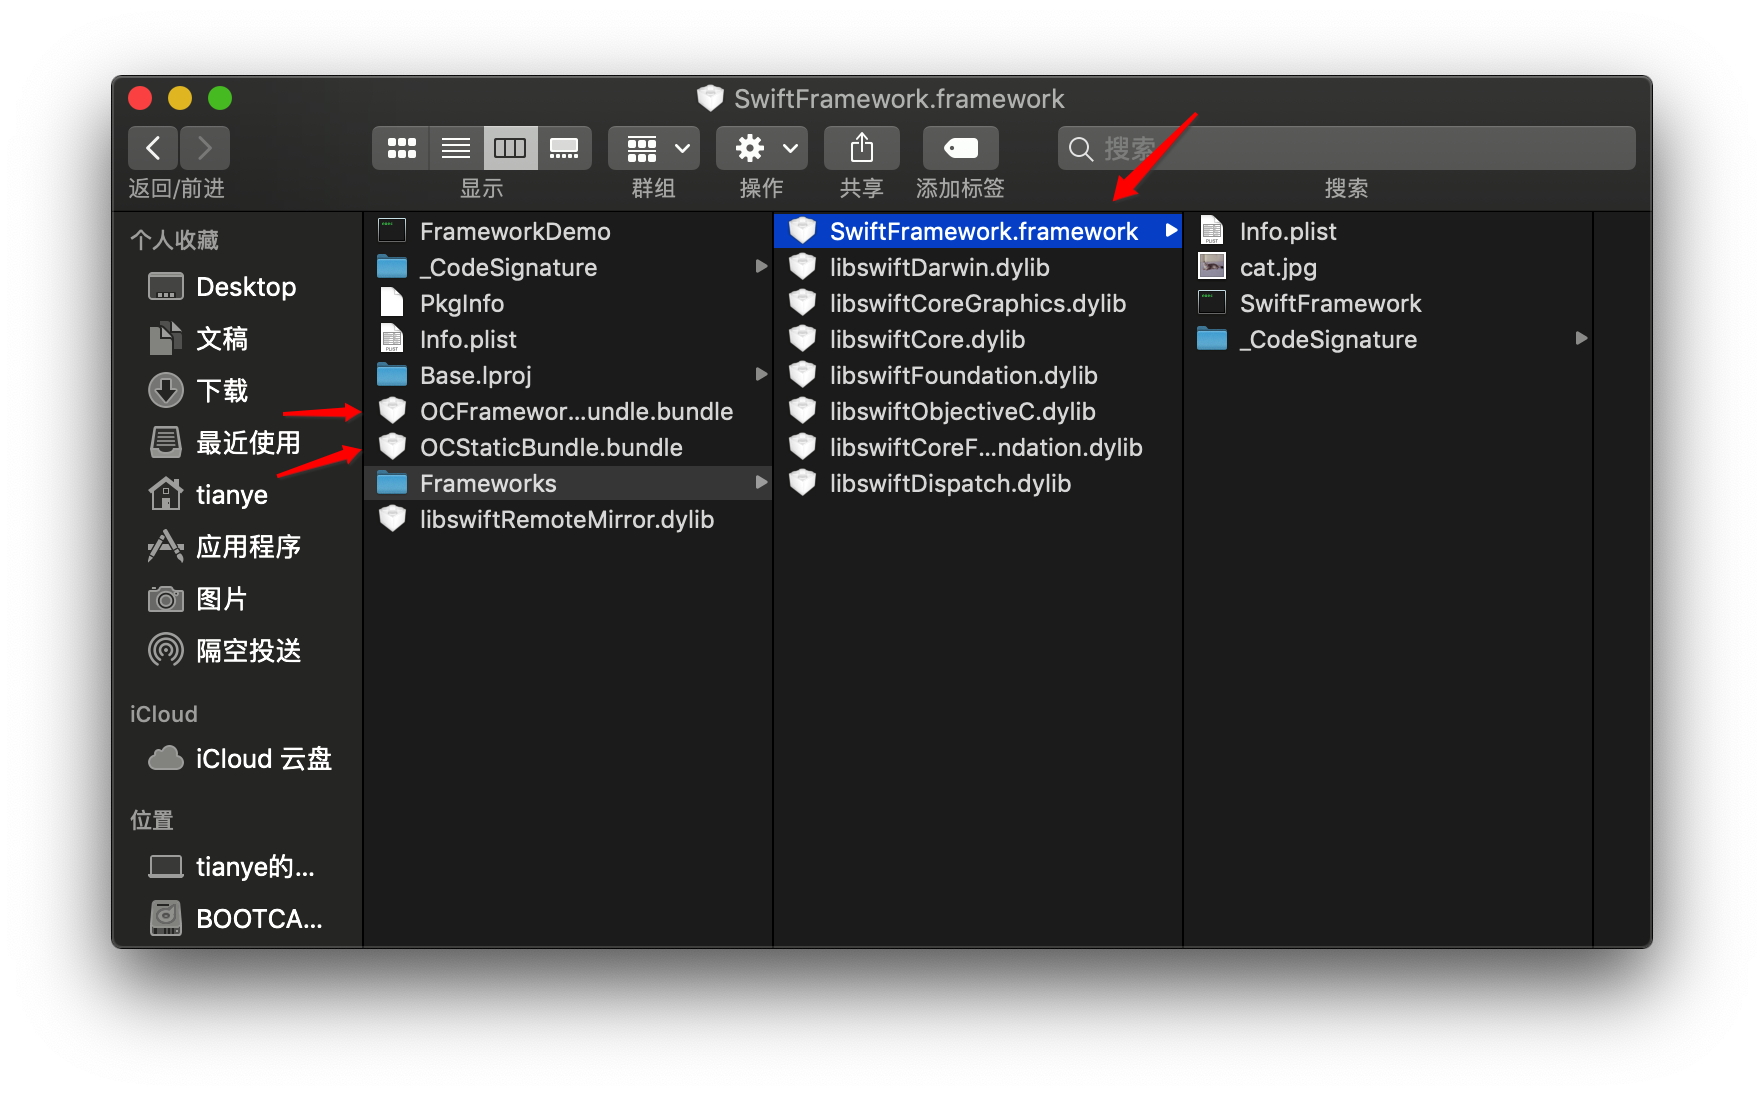 SwiftFramework.framework
搜索
返回/前进
显示
群组
操作
共享
添加标签
搜索
个人收藏
Desktop
文稿
下载
最近使用
tianye
应用程序
图片
隔空投送
iCloud
iCloud 云盘
位置
tianye的...
BOOTCA...
FrameworkDemo
_CodeSignature
PkgInfo
Info.plist
Base.lproj
OCFramewor...undle.bundle
OCStaticBundle.bundle
Frameworks
libswiftRemoteMirror.dylib
SwiftFramework.framework
libswiftDarwin.dylib
libswiftCoreGraphics.dylib
libswiftCore.dylib
libswiftFoundation.dylib
libswiftObjectiveC.dylib
libswiftCoreF...ndation.dylib
libswiftDispatch.dylib
Info.plist
cat.jpg
SwiftFramework
_CodeSignature